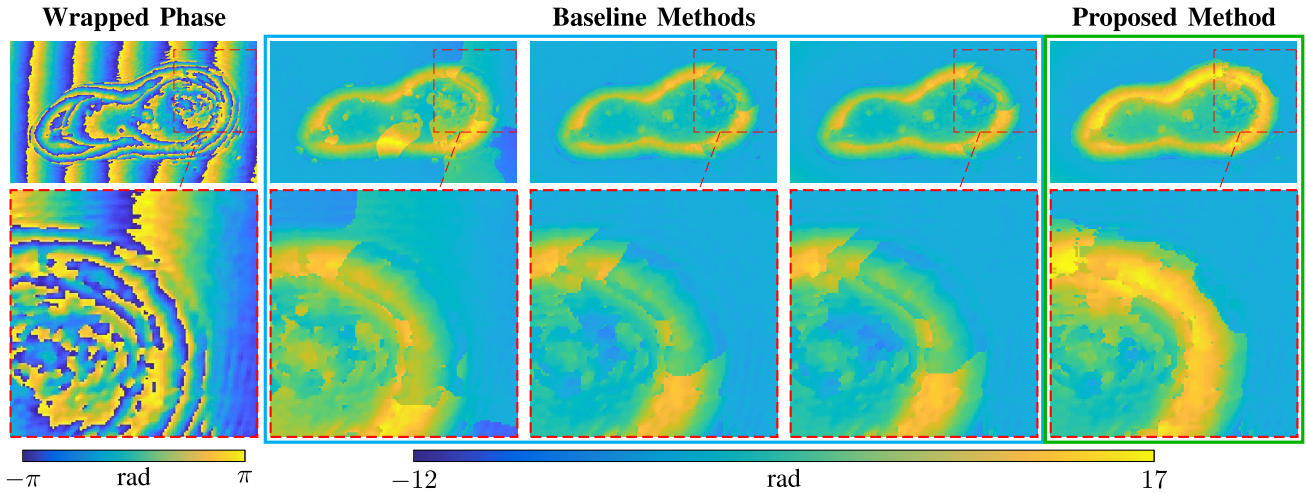 Wrapped Phase Baseline Methods Proposed Method
−π rad π −12 rad 17